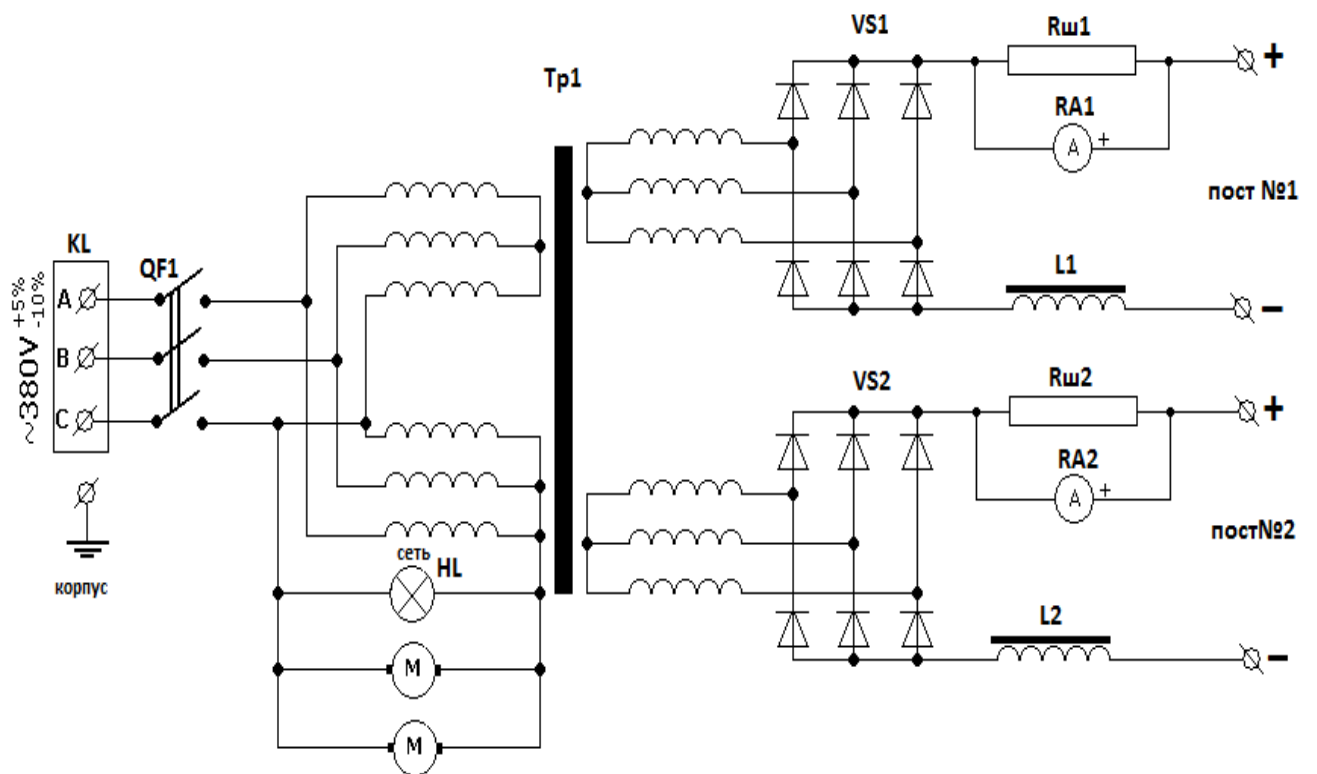 VS1
Rш1
+
Тр1
RA1
A
+
пост №1
KL
QF1
L1
−
~380V +5% -10%
A
B
C
VS2
Rш2
+
RA2
A
+
пост№2
сеть
HL
корпус
L2
−
M
M